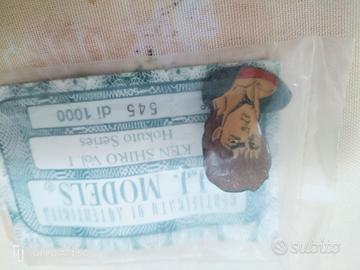 CERTIFICATO DI AUTENTICITÀ
MODELS
KEN SHIRO Vol. 1
Hokuto Series
545 di 1000
subito